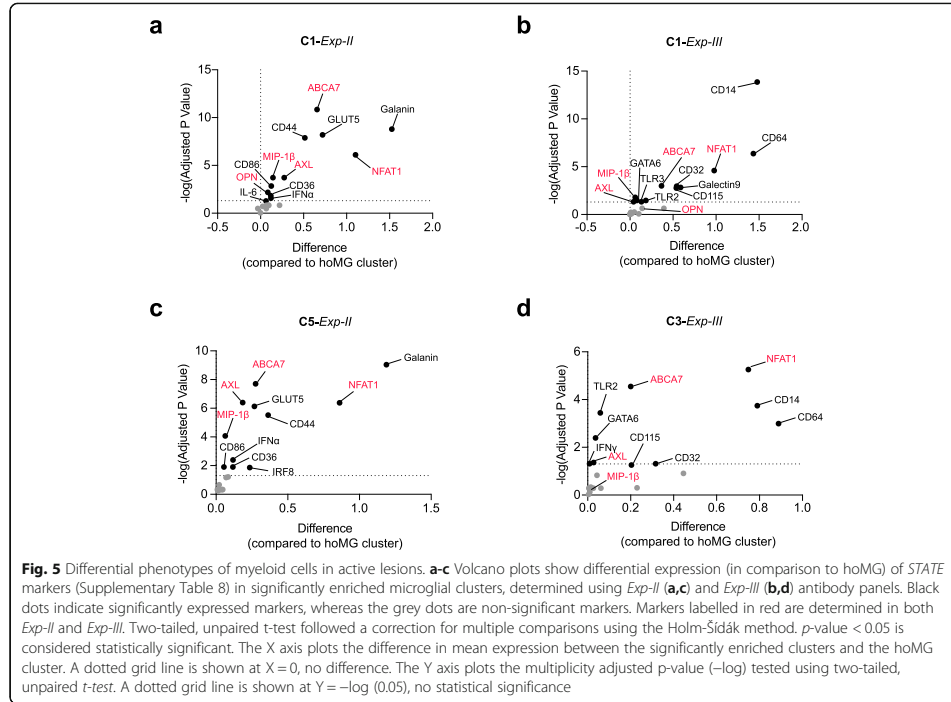 a
C1-Exp-II
-log(Adjusted P Value)
15
10
5
0
-0.5
0.0
0.5
1.0
1.5
2.0
ABCA7
GLUT5
Galanin
CD44
MIP-1β
CD86
AXL
NFAT1
OPN
CD36
IL-6
IFNα
Difference
(compared to hoMG cluster)
b
C1-Exp-III
-log(Adjusted P Value)
15
10
5
0
-0.5
0.0
0.5
1.0
1.5
2.0
CD14
CD64
NFAT1
ABCA7
GATA6
CD32
MIP-1β
TLR3
Galectin9
AXL
CD115
TLR2
OPN
Difference
(compared to hoMG cluster)
c
C5-Exp-II
-log(Adjusted P Value)
10
8
6
4
2
0
0.0
0.5
1.0
1.5
Galanin
ABCA7
AXL
GLUT5
NFAT1
CD44
MIP-1β
IFNα
CD86
CD36
IRF8
Difference
(compared to hoMG cluster)
d
C3-Exp-III
-log(Adjusted P Value)
6
4
2
0
0.0
0.2
0.4
0.6
0.8
1.0
NFAT1
TLR2
ABCA7
CD14
GATA6
CD64
IFNγ
CD115
AXL
CD32
MIP-1β
Difference
(compared to hoMG cluster)
Fig. 5 Differential phenotypes of myeloid cells in active lesions. a-c Volcano plots show differential expression (in comparison to hoMG) of STATE
markers (Supplementary Table 8) in significantly enriched microglial clusters, determined using Exp-II (a,c) and Exp-III (b,d) antibody panels. Black
dots indicate significantly expressed markers, whereas the grey dots are non-significant markers. Markers labelled in red are determined in both
Exp-II and Exp-III. Two-tailed, unpaired t-test followed a correction for multiple comparisons using the Holm-Šídák method. p-value < 0.05 is
considered statistically significant. The X axis plots the difference in mean expression between the significantly enriched clusters and the hoMG
cluster. A dotted grid line is shown at X = 0, no difference. The Y axis plots the multiplicity adjusted p-value (−log) tested using two-tailed,
unpaired t-test. A dotted grid line is shown at Y = −log (0.05), no statistical significance